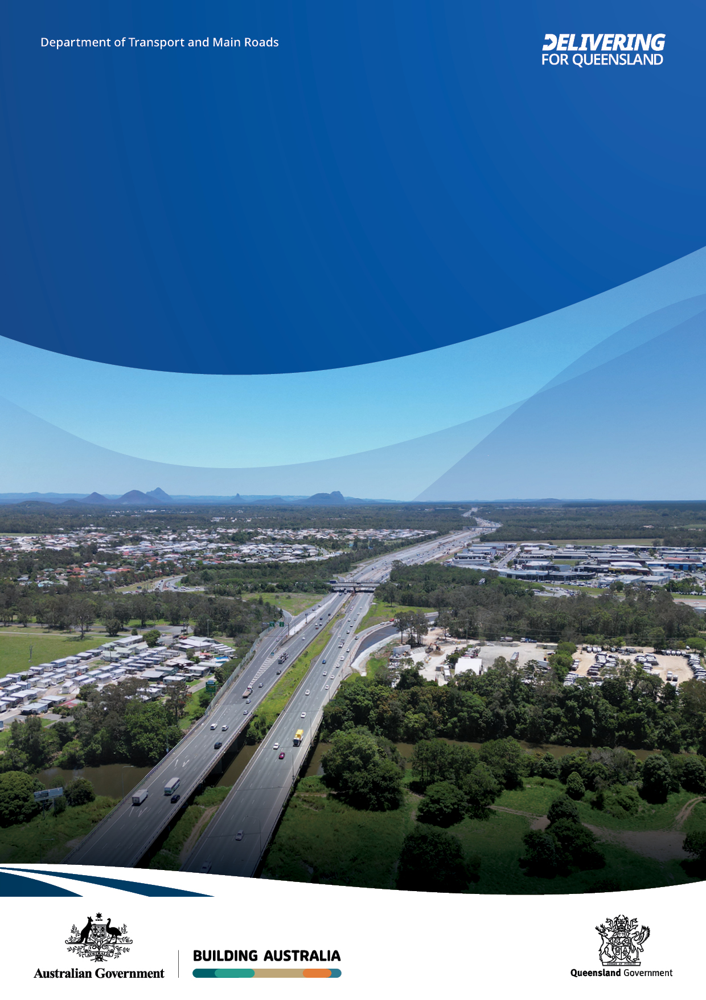 Department of Transport and Main Roads
DELIVERING
FOR QUEENSLAND
BUILDING AUSTRALIA
Australian Government
Queensland Government